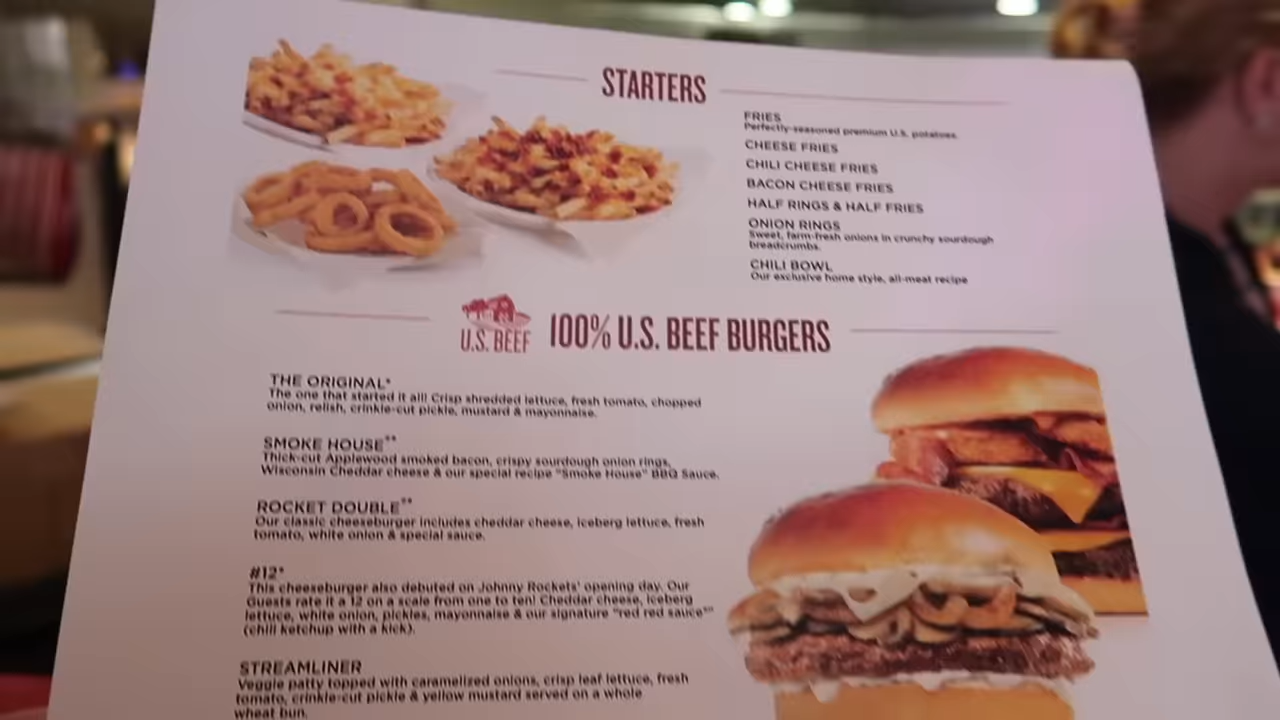 STARTERS
FRIES
Perfectly-seasoned premium U.S. potatoes.
CHEESE FRIES
CHILI CHEESE FRIES
BACON CHEESE FRIES
HALF RINGS & HALF FRIES
ONION RINGS
Sweet, farm-fresh onions in crunchy sourdough
breadcrumbs.
CHILI BOWL
Our exclusive home style, all-meat recipe
U.S. BEEF
100% U.S. BEEF BURGERS
THE ORIGINAL*
The one that started it all! Crisp shredded lettuce, fresh tomato, chopped
onion, relish, crinkle-cut pickle, mustard & mayonnaise.
SMOKE HOUSE**
Thick-cut Applewood smoked bacon, crispy sourdough onion rings,
Wisconsin Cheddar cheese & our special recipe "Smoke House" BBQ Sauce.
ROCKET DOUBLE**
Our classic cheeseburger includes cheddar cheese, iceberg lettuce, fresh
tomato, white onion & special sauce.
#12*
This cheeseburger also debuted on Johnny Rockets' opening day. Our
Guests rate it a 12 on a scale from one to ten! Cheddar cheese, iceberg
lettuce, white onion, pickles, mayonnaise & our signature "red red sauce"
(chili ketchup with a kick).
STREAMLINER
Veggie patty topped with caramelized onions, crisp leaf lettuce, fresh
tomato, crinkle-cut pickle & yellow mustard served on a whole
wheat bun.